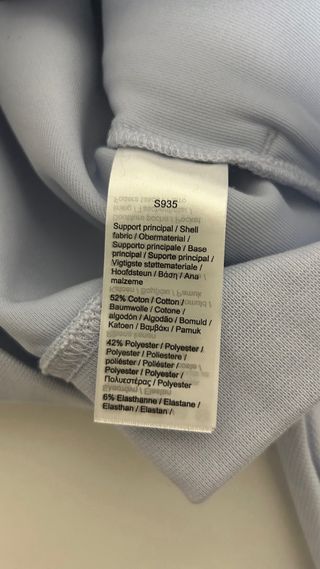 S935
Support principal / Shell
fabric / Obermaterial /
Supporto principale / Base
principal / Suporte principal /
Vigtigste støttemateriale /
Hoofdsteun / Βάση / Ana
malzeme
52% Coton / Cotton /
Baumwolle / Cotone /
algodón / Algodão / Bomuld /
Katoen / Βαμβάκι / Pamuk
42% Polyester / Polyester /
Polyester / Poliestere /
poliéster / Poliéster /
Polyester / Polyester /
Πολυεστέρας / Polyester
6% Elasthanne / Elastane /
Elasthan / Elastan /